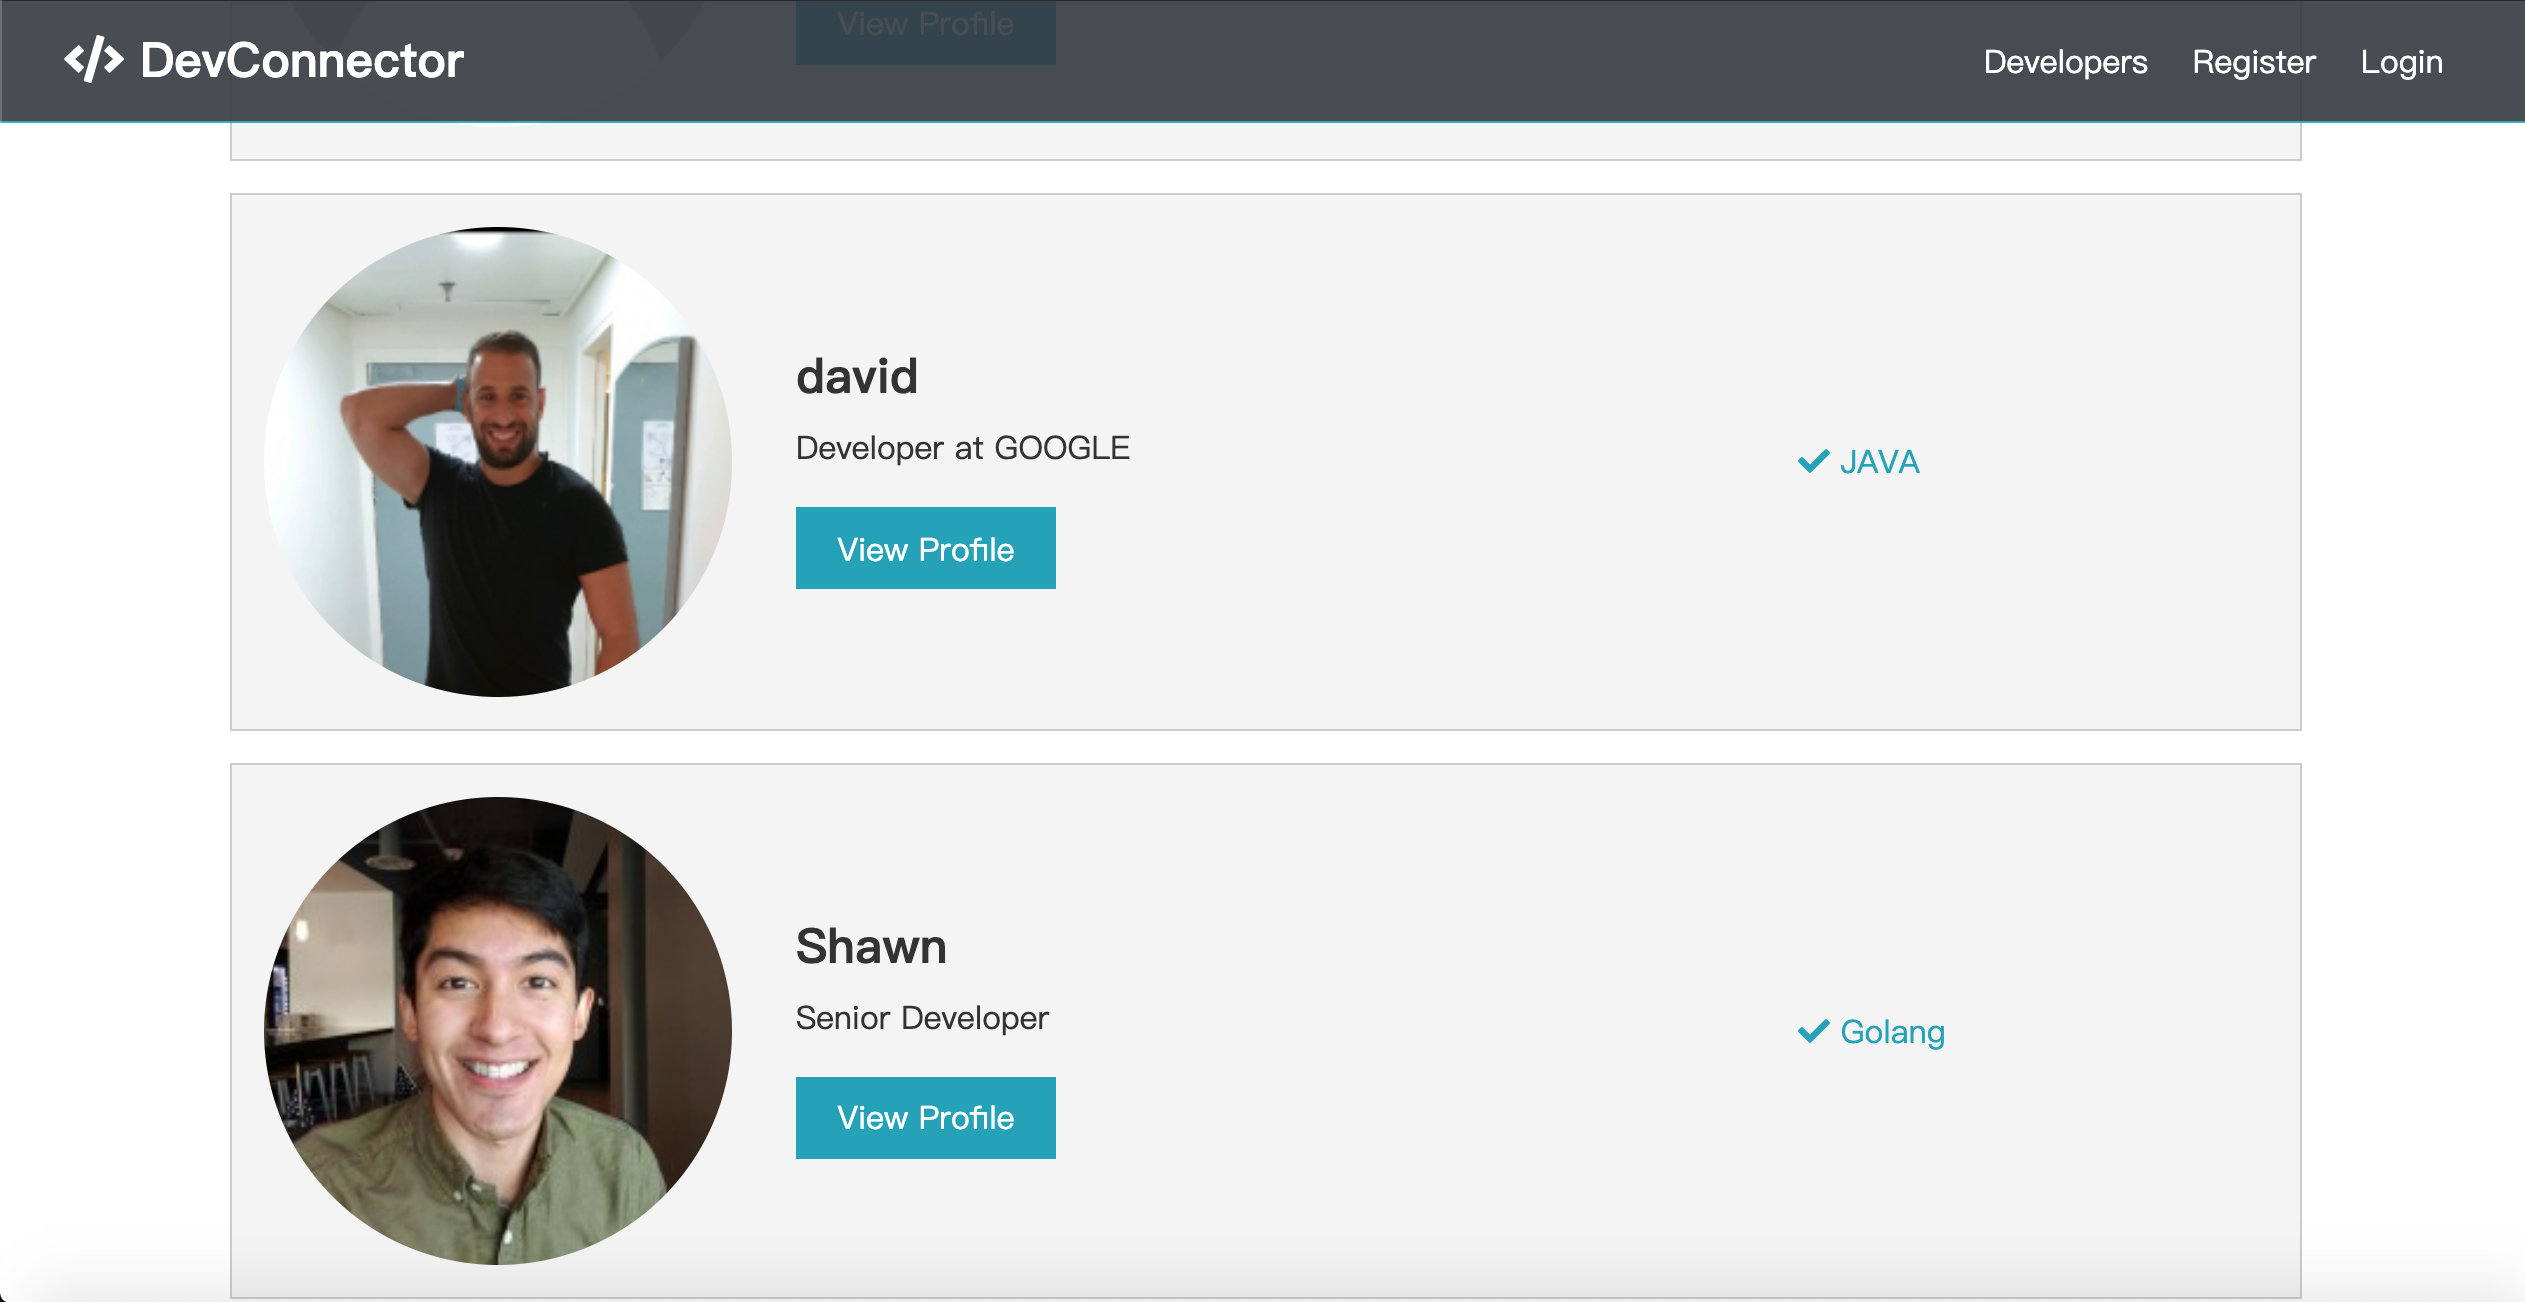 View Profile
DevConnector
Developers
Register
Login
david
Developer at GOOGLE
View Profile
JAVA
Shawn
Senior Developer
View Profile
Golang